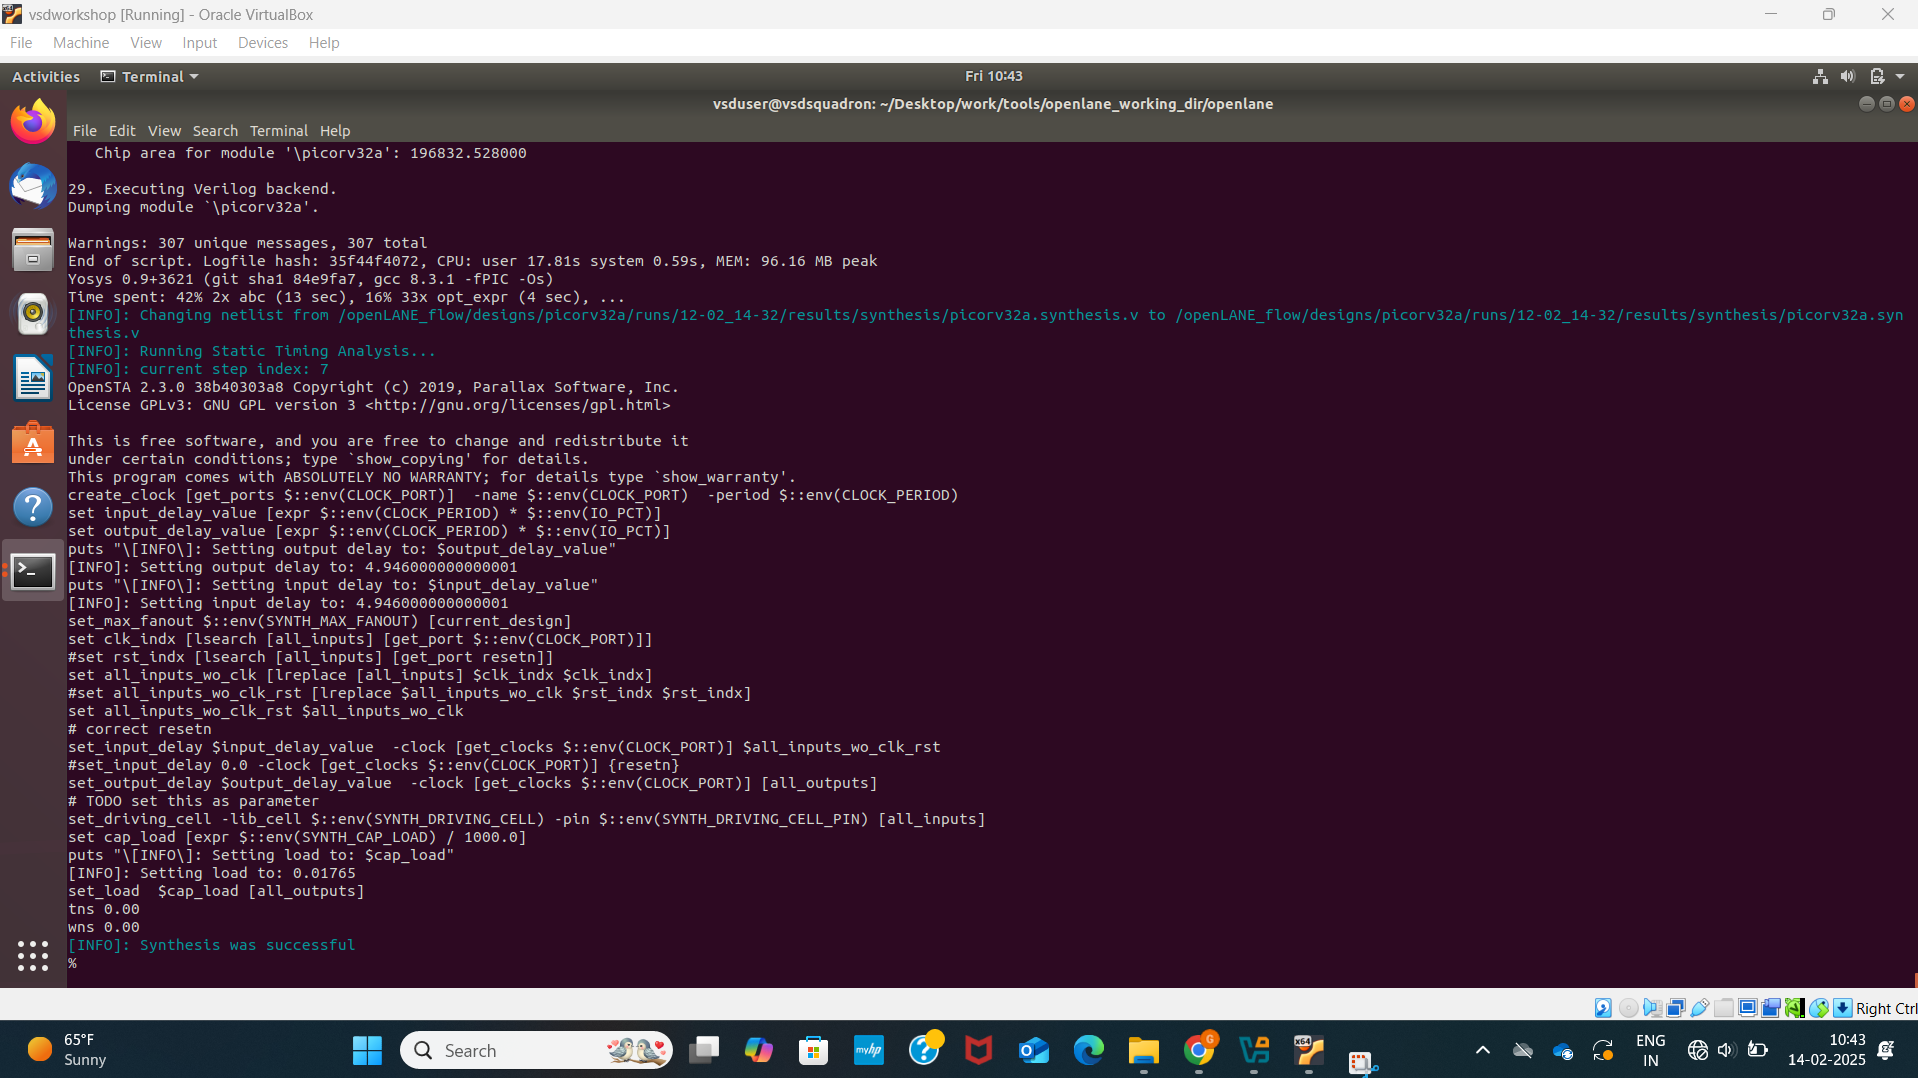 vsdworkshop [Running] - Oracle VirtualBox
File Machine View Input Devices Help
Activities Terminal Fri 10:43
vsduser@vsdsquadron: ~/Desktop/work/tools/openlane_working_dir/openlane
File Edit View Search Terminal Help
Chip area for module '\picorv32a': 196832.528000
29. Executing Verilog backend.
Dumping module `\picorv32a'.
Warnings: 307 unique messages, 307 total
End of script. Logfile hash: 35f44f4072, CPU: user 17.81s system 0.59s, MEM: 96.16 MB peak
Yosys 0.9+3621 (git sha1 84e9fa7, gcc 8.3.1 -fPIC -Os)
Time spent: 42% 2x abc (13 sec), 16% 33x opt_expr (4 sec), ...
[INFO]: Changing netlist from /openLANE_flow/designs/picorv32a/runs/12-02_14-32/results/synthesis/picorv32a.synthesis.v to /openLANE_flow/designs/picorv32a/runs/12-02_14-32/results/synthesis/picorv32a.syn
thesis.v
[INFO]: Running Static Timing Analysis...
[INFO]: current step index: 7
OpenSTA 2.3.0 38b40303a8 Copyright (c) 2019, Parallax Software, Inc.
License GPLv3: GNU GPL version 3 <http://gnu.org/licenses/gpl.html>
This is free software, and you are free to change and redistribute it
under certain conditions; type `show_copying' for details.
This program comes with ABSOLUTELY NO WARRANTY; for details type `show_warranty'.
create_clock [get_ports $::env(CLOCK_PORT)]  -name $::env(CLOCK_PORT)  -period $::env(CLOCK_PERIOD)
set input_delay_value [expr $::env(CLOCK_PERIOD) * $::env(IO_PCT)]
set output_delay_value [expr $::env(CLOCK_PERIOD) * $::env(IO_PCT)]
puts "\[INFO\]: Setting output delay to: $output_delay_value"
[INFO]: Setting output delay to: 4.946000000000001
puts "\[INFO\]: Setting input delay to: $input_delay_value"
[INFO]: Setting input delay to: 4.946000000000001
set_max_fanout $::env(SYNTH_MAX_FANOUT) [current_design]
set clk_indx [lsearch [all_inputs] [get_port $::env(CLOCK_PORT)]]
#set rst_indx [lsearch [all_inputs] [get_port resetn]]
set all_inputs_wo_clk [lreplace [all_inputs] $clk_indx $clk_indx]
#set all_inputs_wo_clk_rst [lreplace $all_inputs_wo_clk $rst_indx $rst_indx]
set all_inputs_wo_clk_rst $all_inputs_wo_clk
# correct resetn
set_input_delay $input_delay_value  -clock [get_clocks $::env(CLOCK_PORT)] $all_inputs_wo_clk_rst
#set_input_delay 0.0 -clock [get_clocks $::env(CLOCK_PORT)] {resetn}
set_output_delay $output_delay_value  -clock [get_clocks $::env(CLOCK_PORT)] [all_outputs]
# TODO set this as parameter
set_driving_cell -lib_cell $::env(SYNTH_DRIVING_CELL) -pin $::env(SYNTH_DRIVING_CELL_PIN) [all_inputs]
set cap_load [expr $::env(SYNTH_CAP_LOAD) / 1000.0]
puts "\[INFO\]: Setting load to: $cap_load"
[INFO]: Setting load to: 0.01765
set_load  $cap_load [all_outputs]
tns 0.00
wns 0.00
[INFO]: Synthesis was successful
%
Right Ctrl
65°F
Sunny
Search
myhp
G
x64
ENG
IN
10:43
14-02-2025